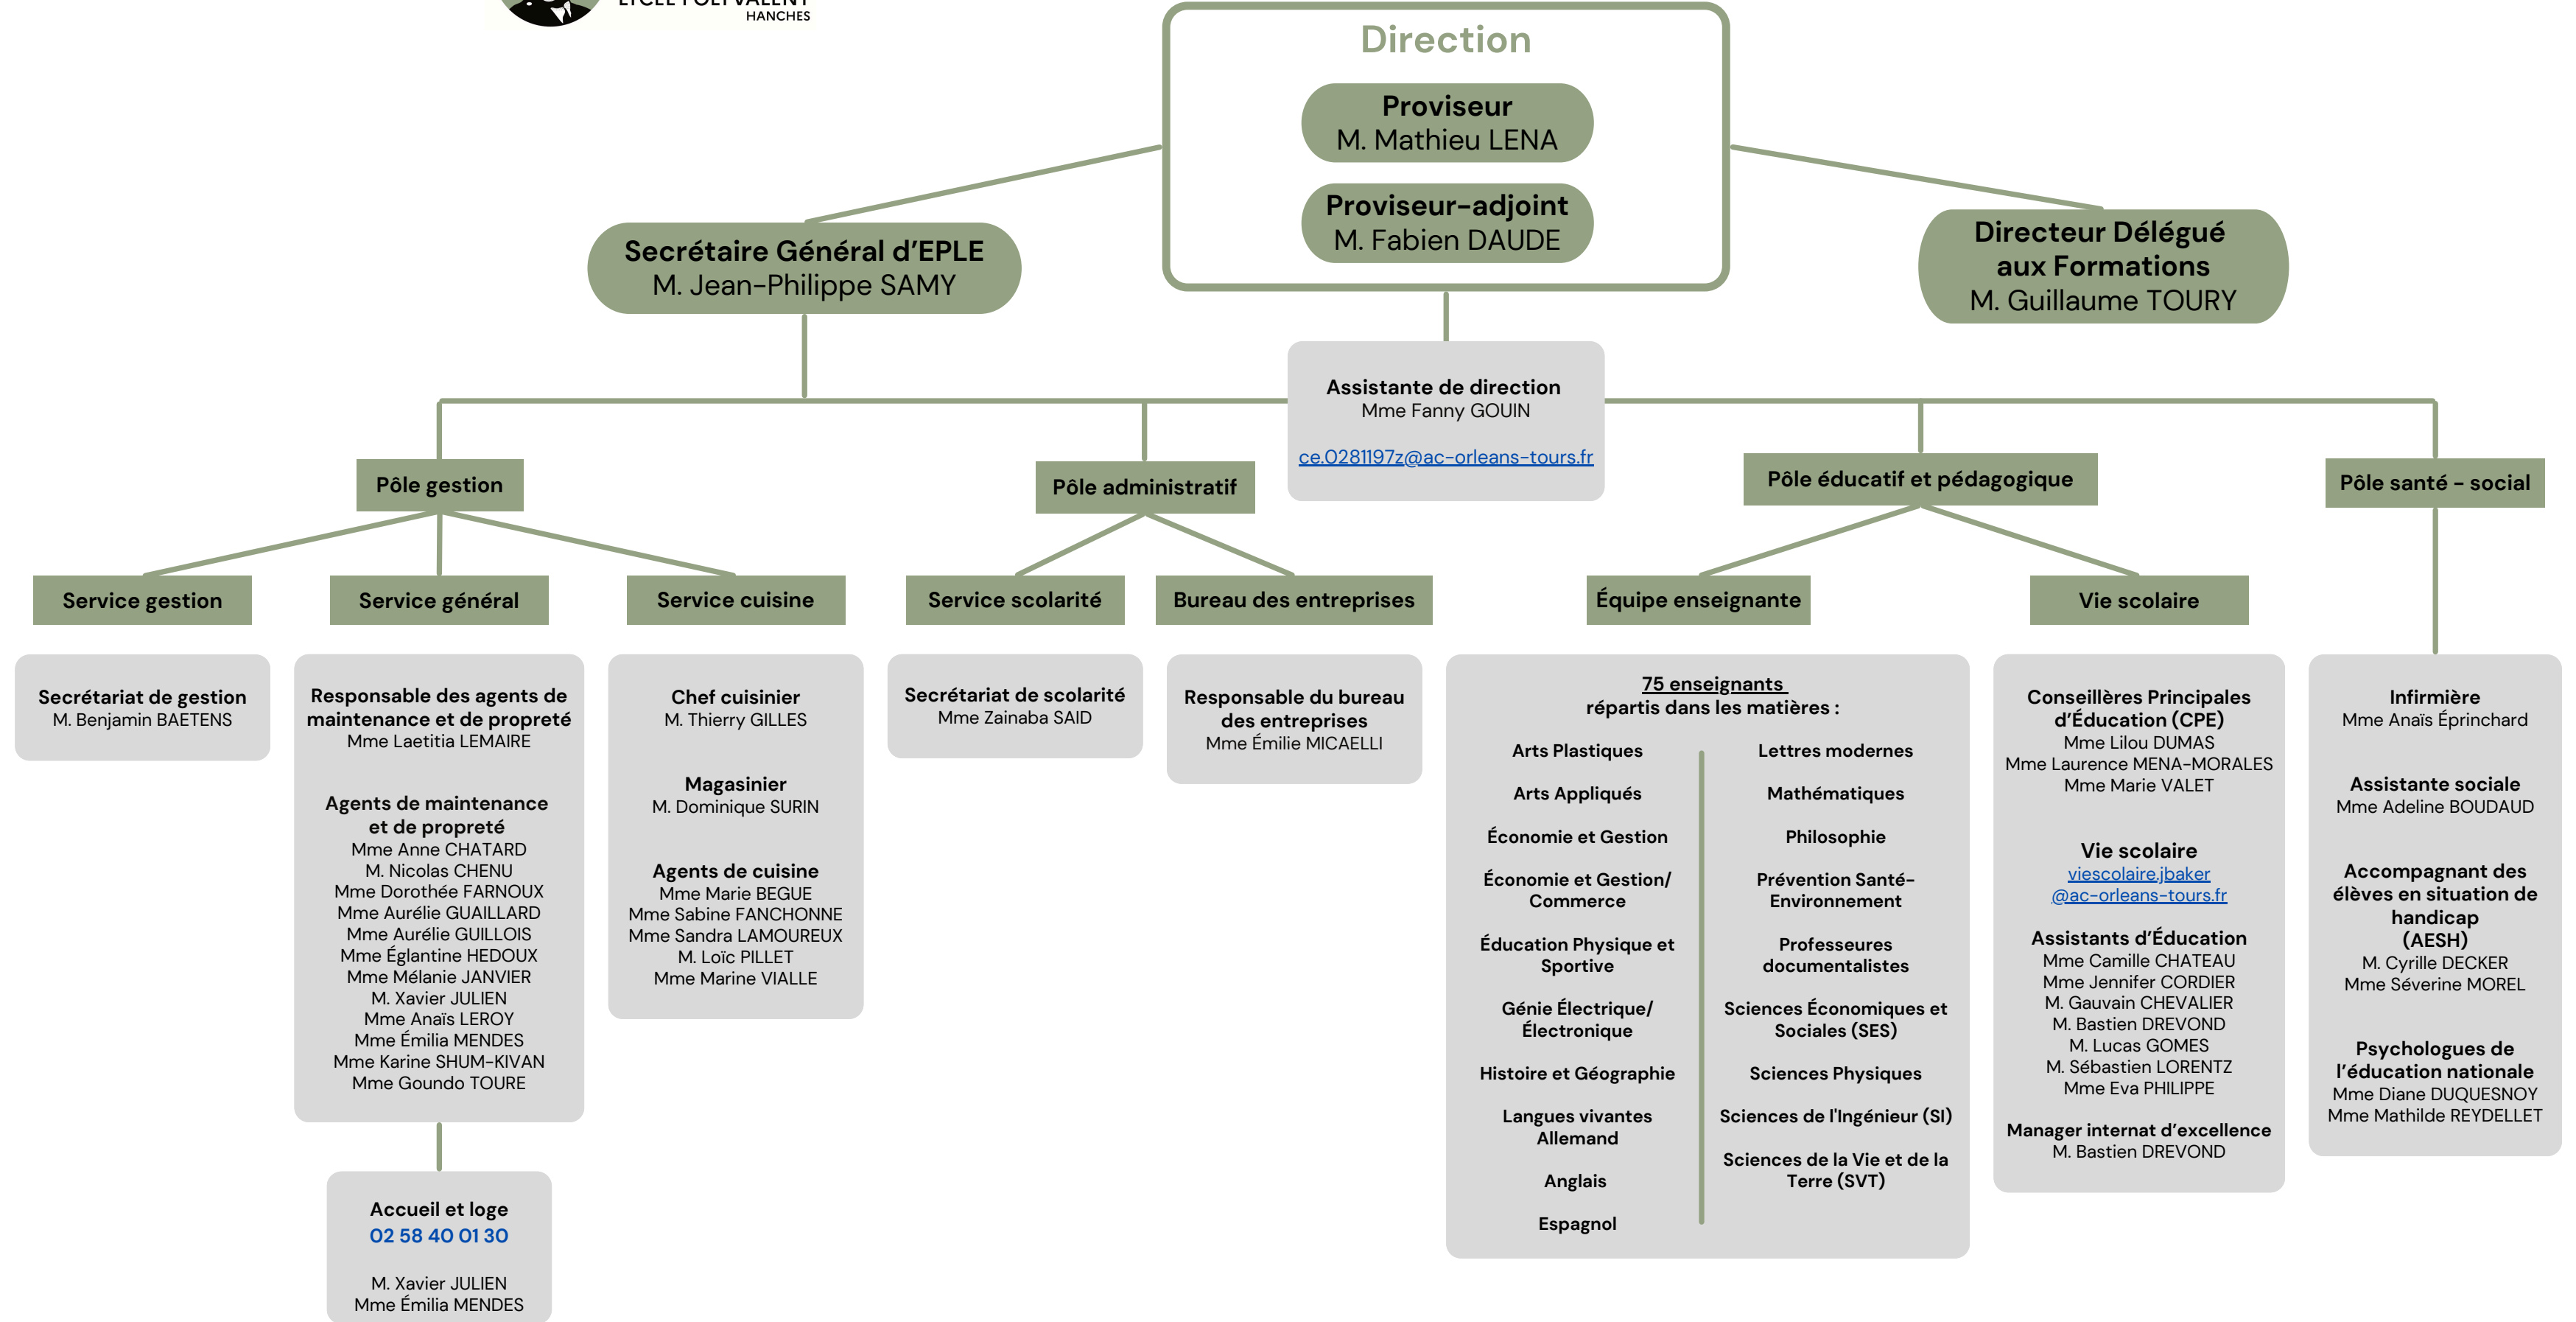 LYCÉE POLYVALENT
HANCHES
Direction
Proviseur
M. Mathieu LENA
Proviseur-adjoint
M. Fabien DAUDE
Secrétaire Général d’EPLE
M. Jean-Philippe SAMY
Directeur Délégué
aux Formations
M. Guillaume TOURY
Assistante de direction
Mme Fanny GOUIN
ce.0281197z@ac-orleans-tours.fr
Pôle gestion
Pôle administratif
Pôle éducatif et pédagogique
Pôle santé - social
Service gestion
Service général
Service cuisine
Service scolarité
Bureau des entreprises
Équipe enseignante
Vie scolaire
Secrétariat de gestion
M. Benjamin BAETENS
Responsable des agents de
maintenance et de propreté
Mme Laetitia LEMAIRE
Agents de maintenance
et de propreté
Mme Anne CHATARD
M. Nicolas CHENU
Mme Dorothée FARNOUX
Mme Aurélie GUAILLARD
Mme Aurélie GUILLOIS
Mme Églantine HEDOUX
Mme Mélanie JANVIER
M. Xavier JULIEN
Mme Anaïs LEROY
Mme Émilia MENDES
Mme Karine SHUM-KIVAN
Mme Goundo TOURE
Accueil et loge
02 58 40 01 30
M. Xavier JULIEN
Mme Émilia MENDES
Chef cuisinier
M. Thierry GILLES
Magasinier
M. Dominique SURIN
Agents de cuisine
Mme Marie BEGUE
Mme Sabine FANCHONNE
Mme Sandra LAMOUREUX
M. Loïc PILLET
Mme Marine VIALLE
Secrétariat de scolarité
Mme Zainaba SAID
Responsable du bureau
des entreprises
Mme Émilie MICAELLI
75 enseignants
répartis dans les matières :
Arts Plastiques
Arts Appliqués
Économie et Gestion
Économie et Gestion/
Commerce
Éducation Physique et
Sportive
Génie Électrique/
Électronique
Histoire et Géographie
Langues vivantes
Allemand
Anglais
Espagnol
Lettres modernes
Mathématiques
Philosophie
Prévention Santé-
Environnement
Professeures
documentalistes
Sciences Économiques et
Sociales (SES)
Sciences Physiques
Sciences de l'Ingénieur (SI)
Sciences de la Vie et de la
Terre (SVT)
Conseillères Principales
d’Éducation (CPE)
Mme Lilou DUMAS
Mme Laurence MENA-MORALES
Mme Marie VALET
Vie scolaire
viescolaire.jbaker
@ac-orleans-tours.fr
Assistants d’Éducation
Mme Camille CHATEAU
Mme Jennifer CORDIER
M. Gauvain CHEVALIER
M. Bastien DREVOND
M. Lucas GOMES
M. Sébastien LORENTZ
Mme Eva PHILIPPE
Manager internat d’excellence
M. Bastien DREVOND
Infirmière
Mme Anaïs Éprinchard
Assistante sociale
Mme Adeline BOUDAUD
Accompagnant des
élèves en situation de
handicap
(AESH)
M. Cyrille DECKER
Mme Séverine MOREL
Psychologues de
l’éducation nationale
Mme Diane DUQUESNOY
Mme Mathilde REYDELLET